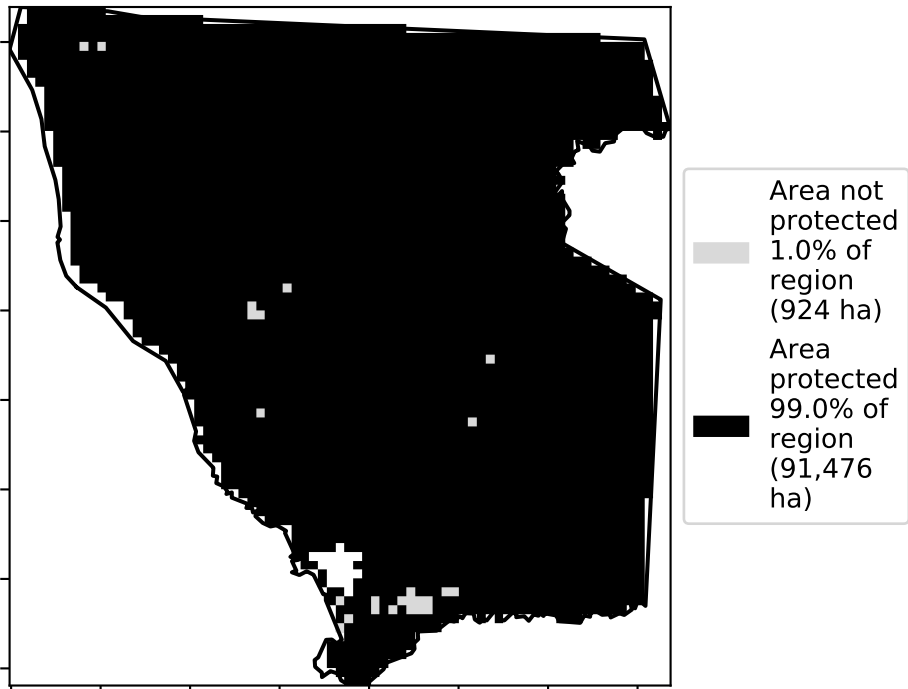 Area not
protected
1.0% of
region
(924 ha)
Area
protected
99.0% of
region
(91,476
ha)